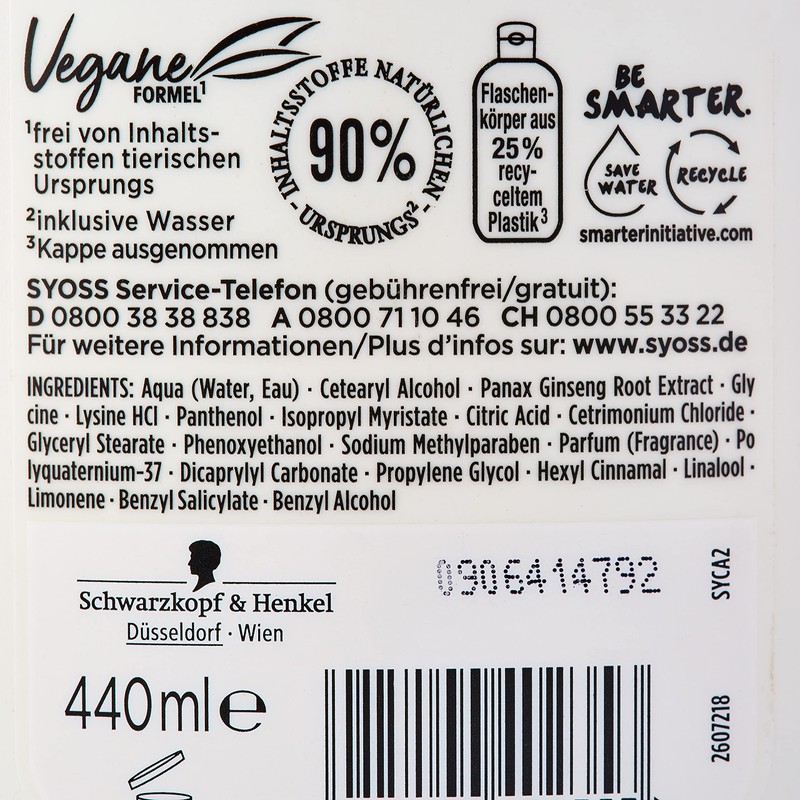 Vegane
FORMEL¹
¹frei von Inhalts-
stoffen tierischen
Ursprungs
²inklusive Wasser
³Kappe ausgenommen
INHALTSSTOFFE NATÜRLICHEN - URSPRUNGS² -
90%
Flaschen-
körper aus
25%
recy-
celtem
Plastik³
BE
SMARTER.
SAVE
WATER
RECYCLE
smarterinitiative.com
SYOSS Service-Telefon (gebührenfrei/gratuit):
D 0800 38 38 838 A 0800 71 10 46 CH 0800 55 33 22
Für weitere Informationen/Plus d'infos sur: www.syoss.de
INGREDIENTS: Aqua (Water, Eau) · Cetearyl Alcohol · Panax Ginseng Root Extract · Gly
cine · Lysine HCl · Panthenol · Isopropyl Myristate · Citric Acid · Cetrimonium Chloride ·
Glyceryl Stearate · Phenoxyethanol · Sodium Methylparaben · Parfum (Fragrance) · Po
lyquaternium-37 · Dicaprylyl Carbonate · Propylene Glycol · Hexyl Cinnamal · Linalool ·
Limonene · Benzyl Salicylate · Benzyl Alcohol
Schwarzkopf & Henkel
Düsseldorf · Wien
0906414792
SYCA2
440 ml e
2607218